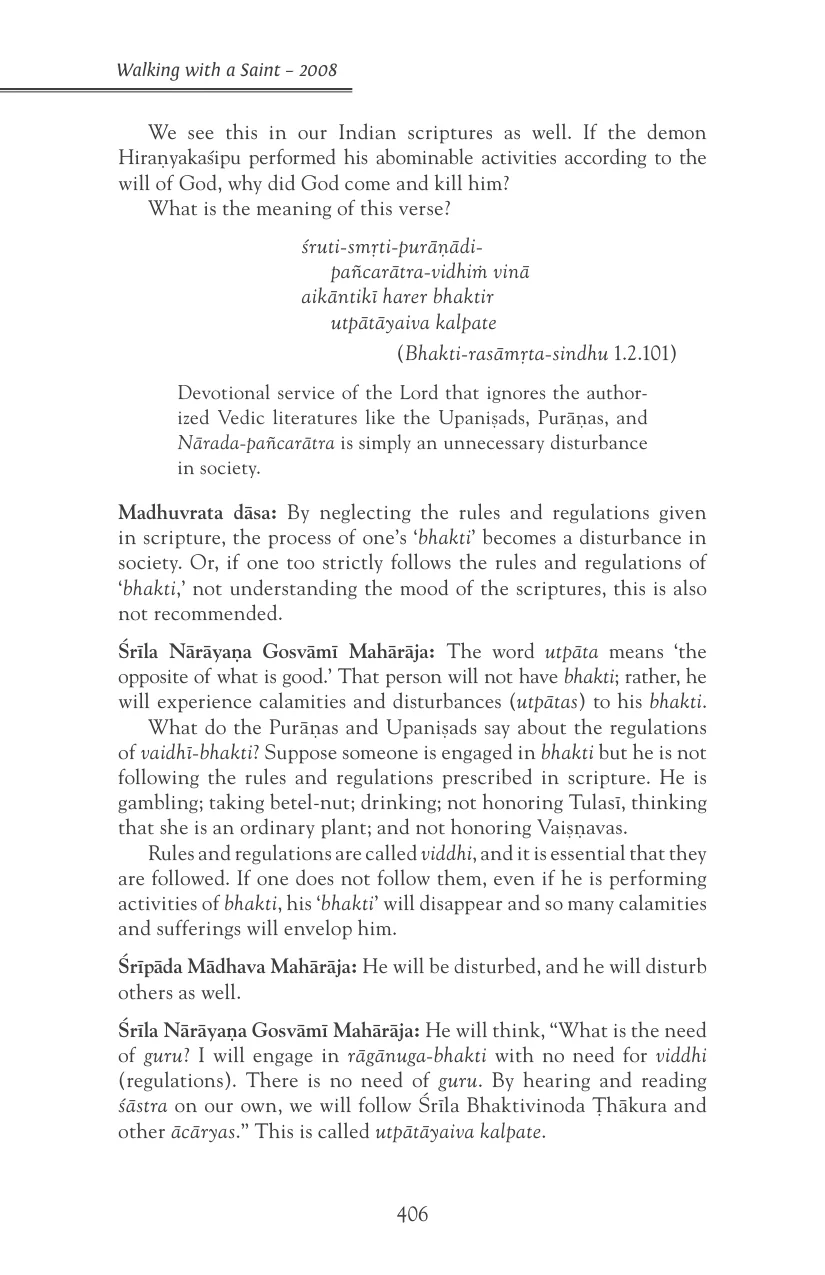 Walking with a Saint – 2008
We see this in our Indian scriptures as well. If the demon
Hiraṇyakaśipu performed his abominable activities according to the
will of God, why did God come and kill him?
What is the meaning of this verse?
śruti-smṛti-purāṇādi-
pañcarātra-vidhiṁ vinā
aikāntikī harer bhaktir
utpātāyaiva kalpate
(Bhakti-rasāmṛta-sindhu 1.2.101)
Devotional service of the Lord that ignores the author-
ized Vedic literatures like the Upaniṣads, Purāṇas, and
Nārada-pañcarātra is simply an unnecessary disturbance
in society.
Madhuvrata dāsa: By neglecting the rules and regulations given
in scripture, the process of one’s ‘bhakti’ becomes a disturbance in
society. Or, if one too strictly follows the rules and regulations of
‘bhakti,’ not understanding the mood of the scriptures, this is also
not recommended.
Śrīla Nārāyaṇa Gosvāmī Mahārāja: The word utpāta means ‘the
opposite of what is good.’ That person will not have bhakti; rather, he
will experience calamities and disturbances (utpātas) to his bhakti.
What do the Purāṇas and Upaniṣads say about the regulations
of vaidhī-bhakti? Suppose someone is engaged in bhakti but he is not
following the rules and regulations prescribed in scripture. He is
gambling; taking betel-nut; drinking; not honoring Tulasī, thinking
that she is an ordinary plant; and not honoring Vaiṣṇavas.
Rules and regulations are called viddhi, and it is essential that they
are followed. If one does not follow them, even if he is performing
activities of bhakti, his ‘bhakti’ will disappear and so many calamities
and sufferings will envelop him.
Śrīpāda Mādhava Mahārāja: He will be disturbed, and he will disturb
others as well.
Śrīla Nārāyaṇa Gosvāmī Mahārāja: He will think, “What is the need
of guru? I will engage in rāgānuga-bhakti with no need for viddhi
(regulations). There is no need of guru. By hearing and reading
śāstra on our own, we will follow Śrīla Bhaktivinoda Ṭhākura and
other ācāryas.” This is called utpātāyaiva kalpate.
406